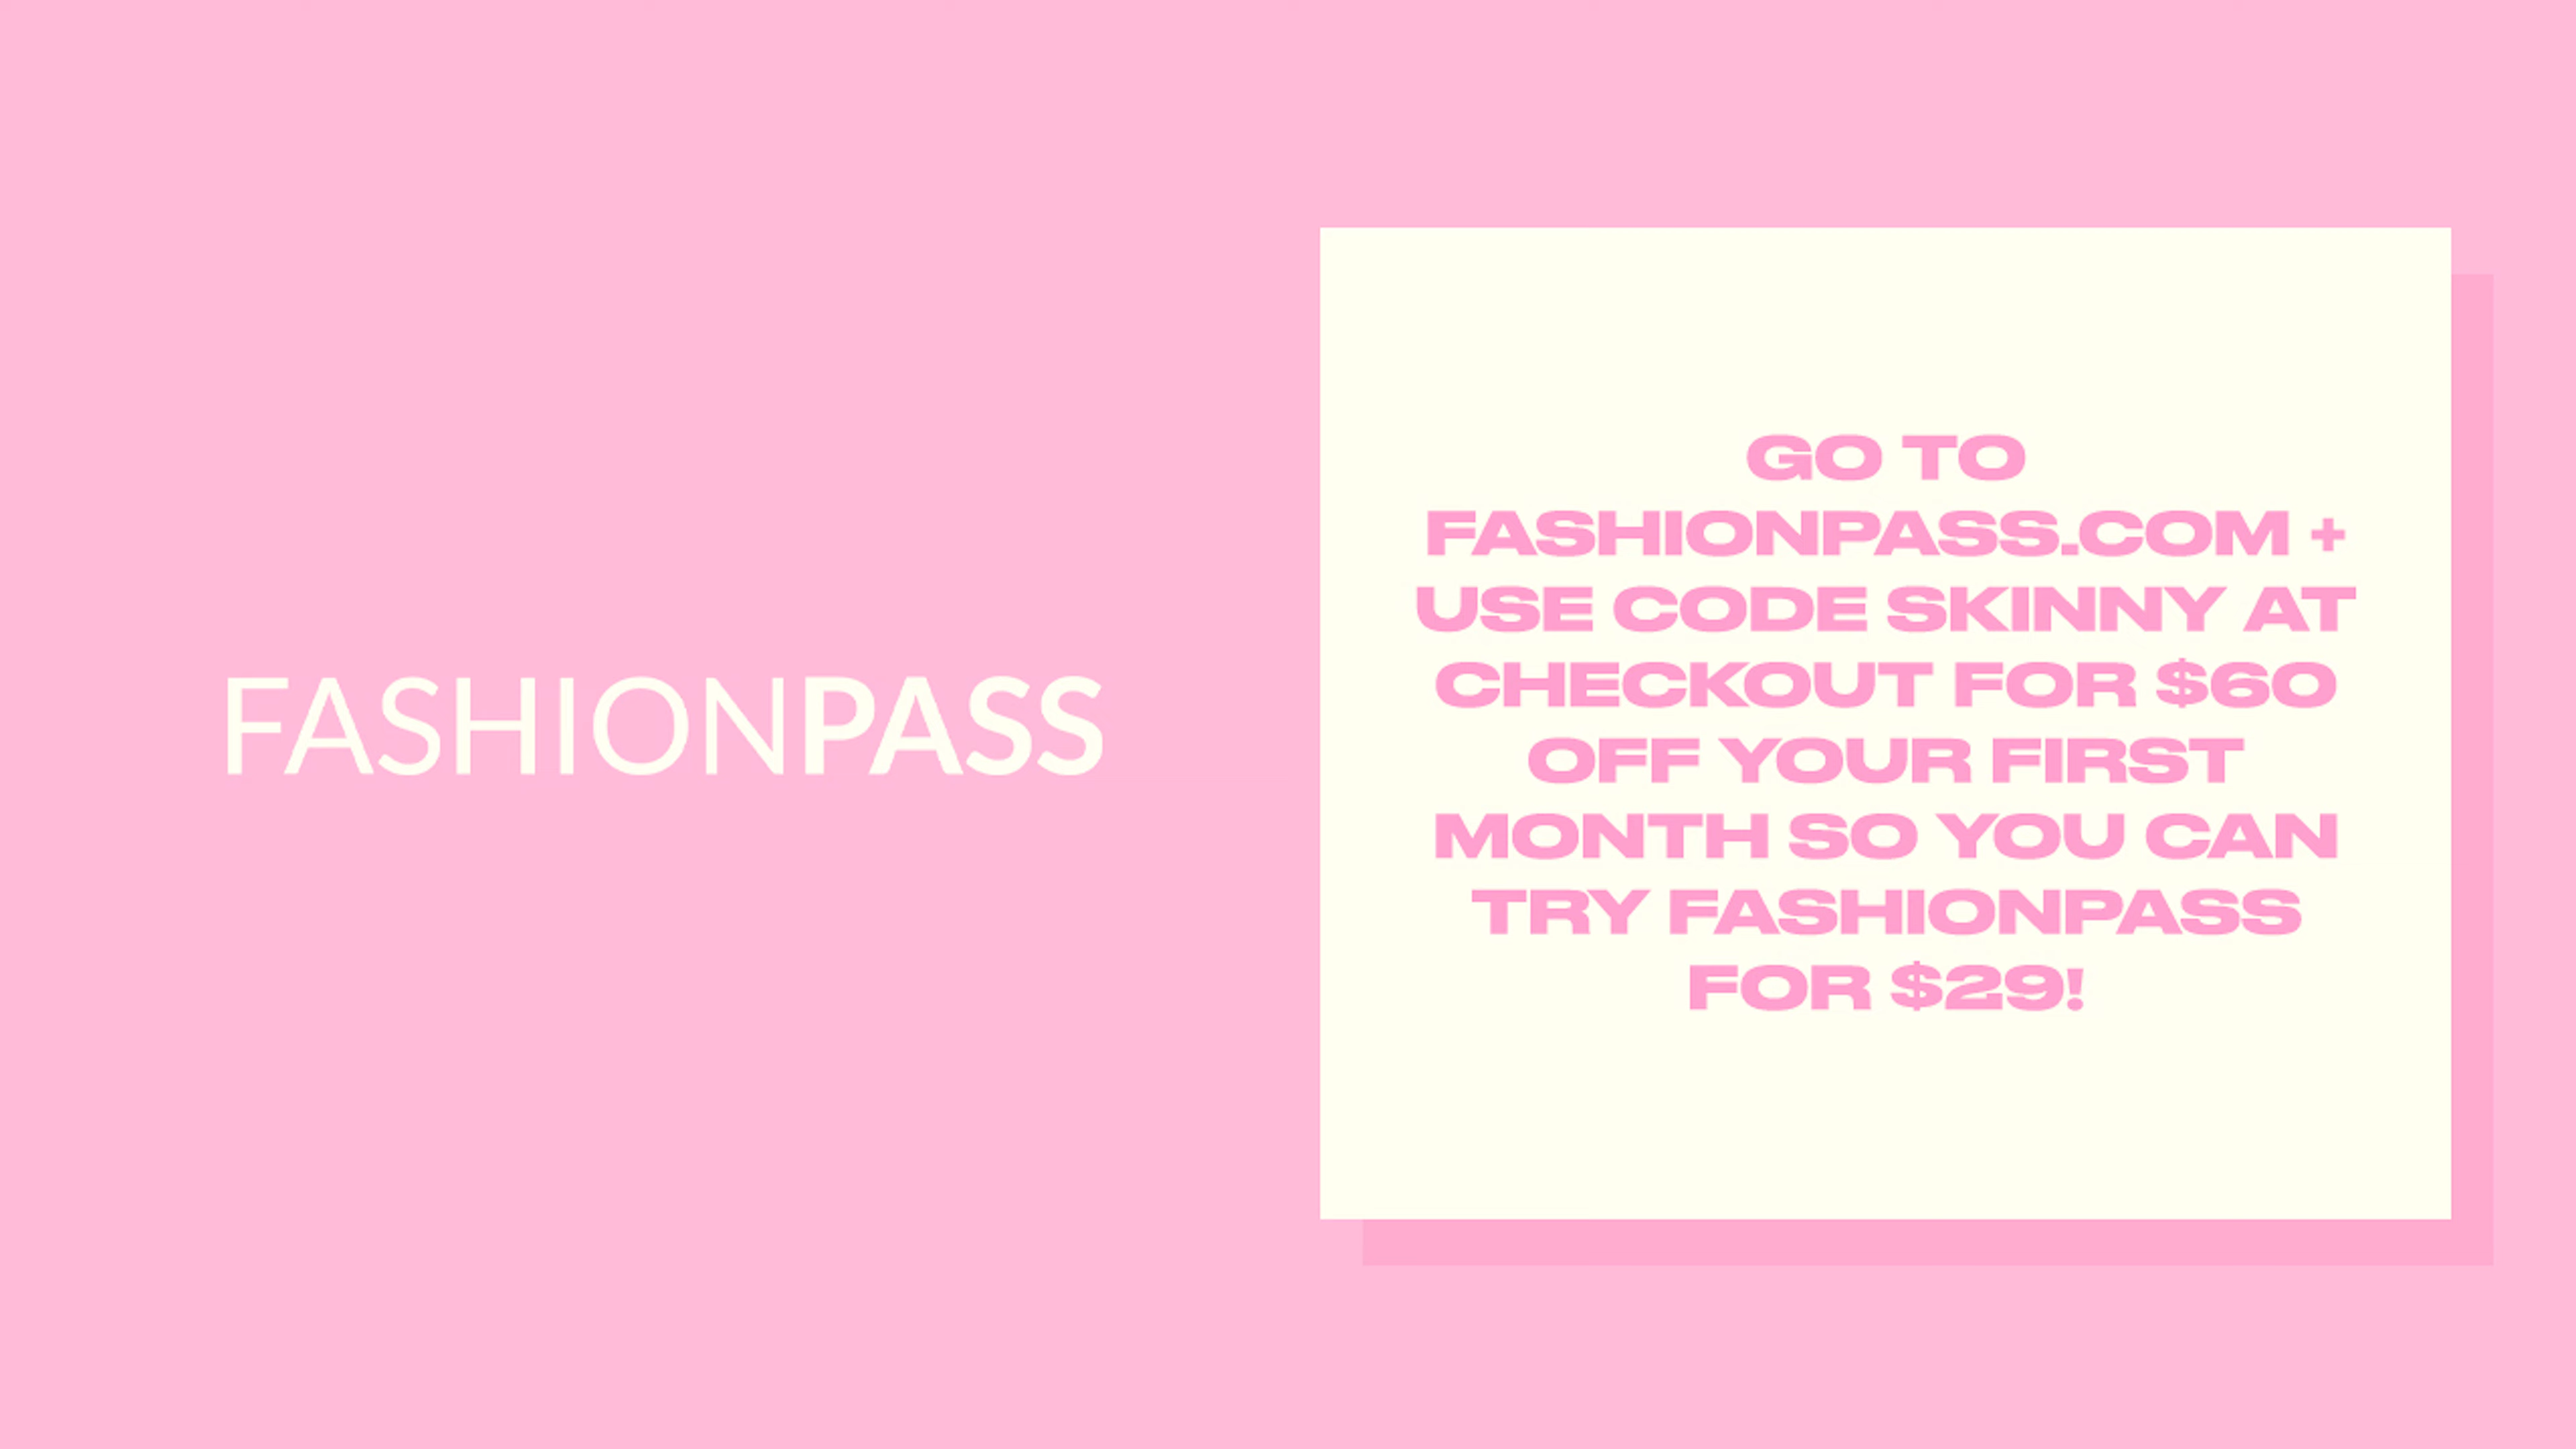 FASHIONPASS
GO TO
FASHIONPASS.COM +
USE CODE SKINNY AT
CHECKOUT FOR $60
OFF YOUR FIRST
MONTH SO YOU CAN
TRY FASHIONPASS
FOR $29!